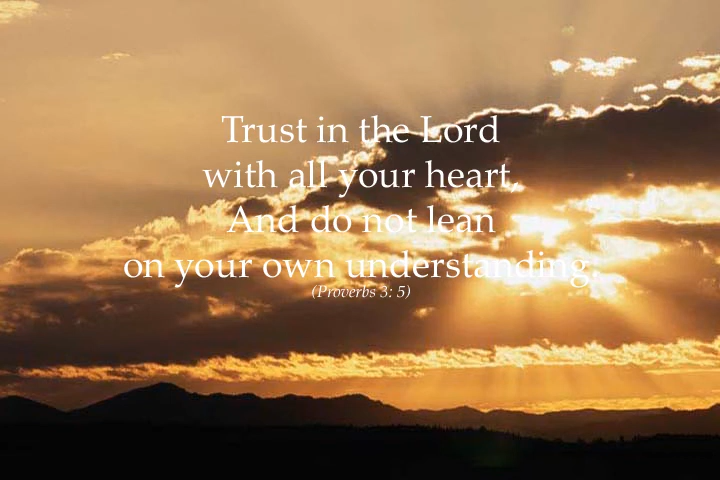 Trust in the Lord
with all your heart,
And do not lean
on your own understanding:
(Proverbs 3: 5)